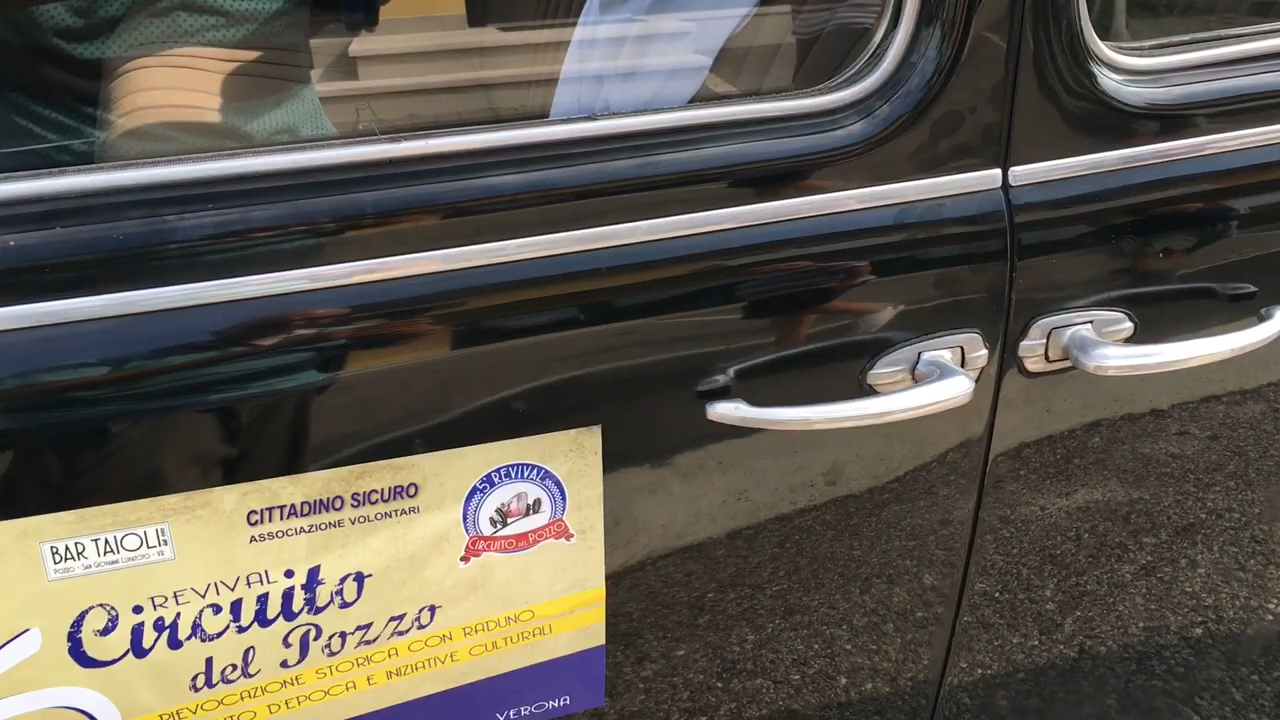 CITTADINO SICURO
ASSOCIAZIONE VOLONTARI
5° REVIVAL
CIRCUITO DEL POZZO
BAR TAIOLI
POZZO - SAN GIOVANNI LUPATOTO - VR
REVIVAL
Circuito
del Pozzo
RIEVOCAZIONE STORICA CON RADUNO
D'EPOCA E INIZIATIVE CULTURALI
VERONA